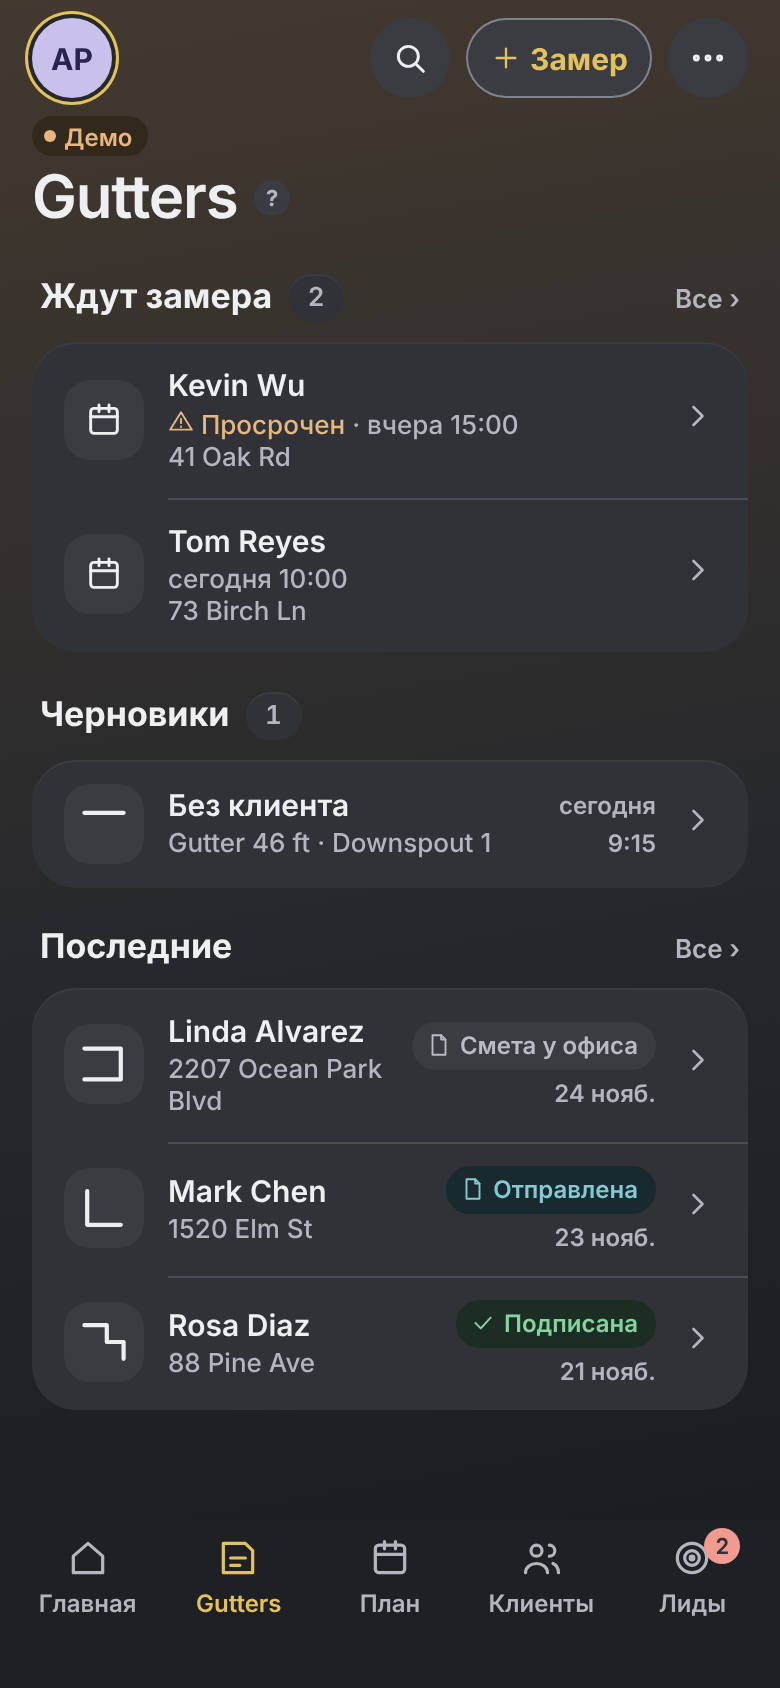 AP
+ Замер
Демо
Gutters ?
Ждут замера 2
Все ›
Kevin Wu
Просрочен · вчера 15:00
41 Oak Rd
Tom Reyes
сегодня 10:00
73 Birch Ln
Черновики 1
Без клиента
Gutter 46 ft · Downspout 1
сегодня
9:15
Последние
Все ›
Linda Alvarez
2207 Ocean Park
Blvd
Смета у офиса
24 нояб.
Mark Chen
1520 Elm St
Отправлена
23 нояб.
Rosa Diaz
88 Pine Ave
Подписана
21 нояб.
2
Главная
Gutters
План
Клиенты
Лиды